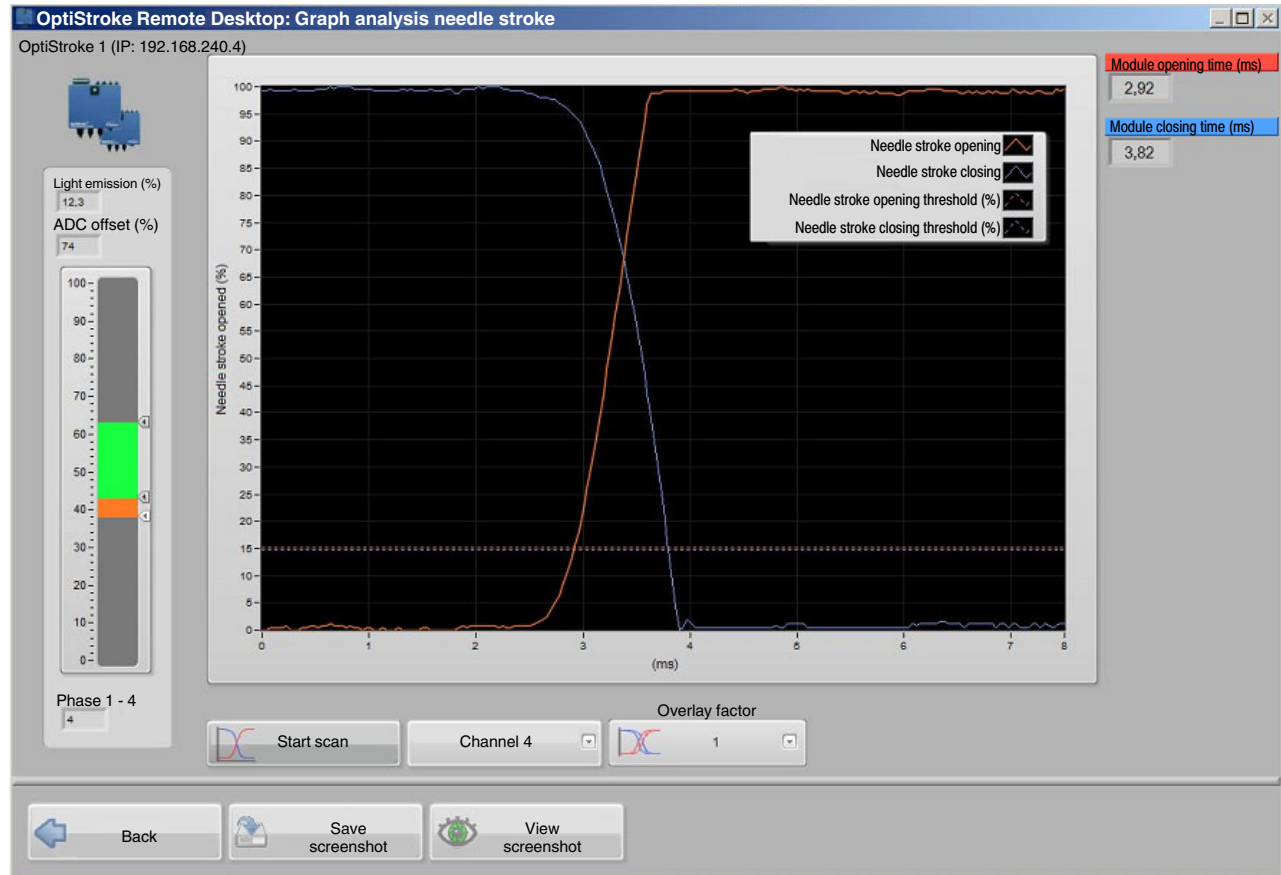 OptiStroke Remote Desktop: Graph analysis needle stroke
OptiStroke 1 (IP: 192.168.240.4)
Light emission (%)
12,3
ADC offset (%)
74
100
90
80
70
60
50
40
30
20
10
0
Phase 1 - 4
4
Needle stroke opened (%)
100
95
90
85
80
75
70
65
60
55
50
45
40
35
30
25
20
15
10
5
0
0 1 2 3 4 5 6 7 8
(ms)
Needle stroke opening
Needle stroke closing
Needle stroke opening threshold (%)
Needle stroke closing threshold (%)
Module opening time (ms)
2,92
Module closing time (ms)
3,82
Start scan
Channel 4
Overlay factor
1
Back
Save
screenshot
View
screenshot